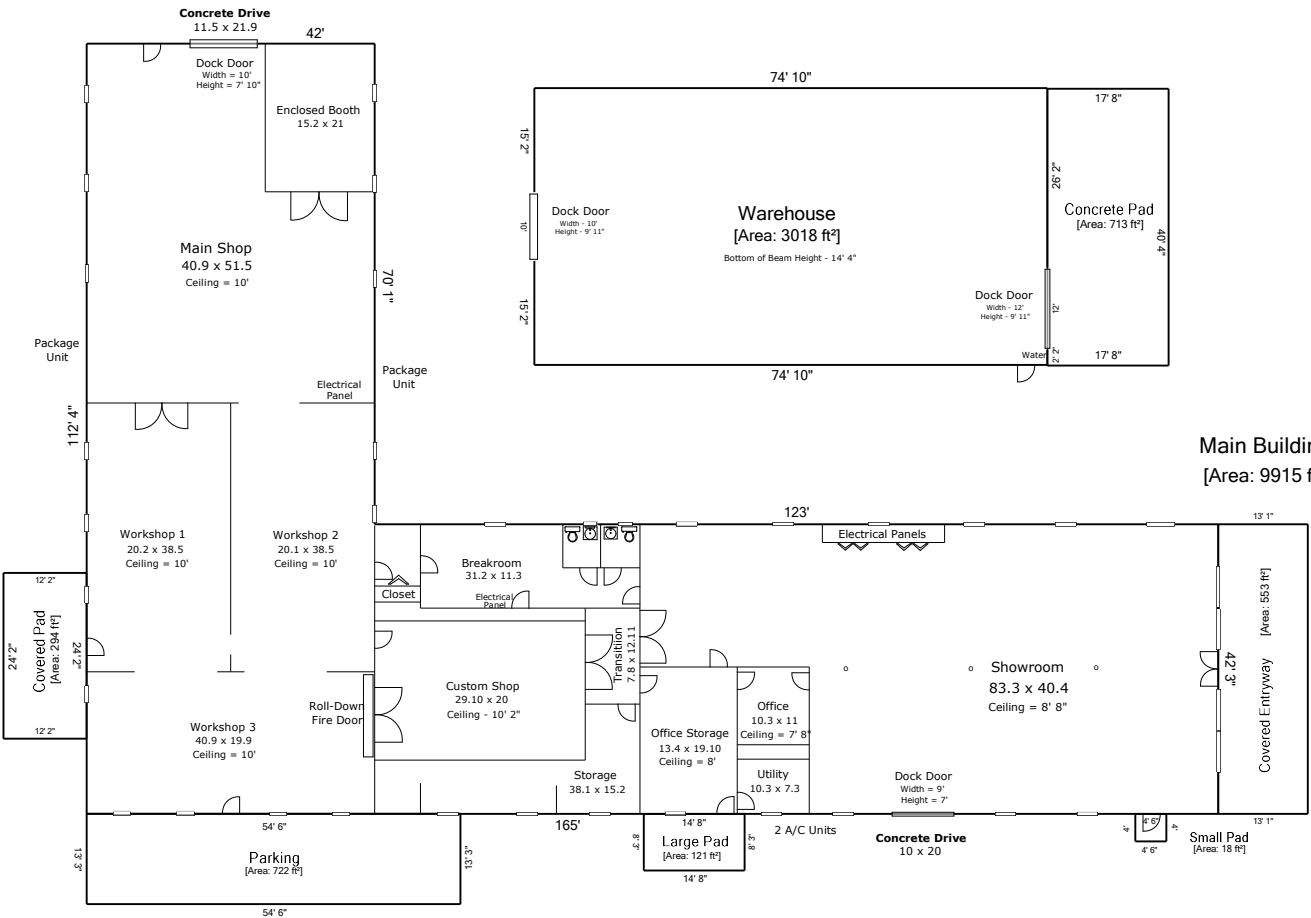 Concrete Drive
11.5 x 21.9
42'
Dock Door
Width = 10'
Height = 7' 10"
Enclosed Booth
15.2 x 21
Main Shop
40.9 x 51.5
Ceiling = 10'
70' 1"
Package
Unit
Package
Unit
Electrical
Panel
112' 4"
74' 10"
15' 2"
10'
15' 2"
Dock Door
Width - 10'
Height - 9' 11"
Warehouse
[Area: 3018 ft²]
Bottom of Beam Height - 14' 4"
Dock Door
Width - 12'
Height - 9' 11"
Water
74' 10"
17' 8"
26' 2"
Concrete Pad
[Area: 713 ft²]
40' 4"
12'
2' 2"
17' 8"
Main Buildin
[Area: 9915 f
Workshop 1
20.2 x 38.5
Ceiling = 10'
Workshop 2
20.1 x 38.5
Ceiling = 10'
12' 2"
24' 2"
Covered Pad
[Area: 294 ft²]
24' 2"
12' 2"
Workshop 3
40.9 x 19.9
Ceiling = 10'
Roll-Down
Fire Door
123'
Closet
Breakroom
31.2 x 11.3
Electrical
Panel
Transitiion
7.8 x 12.11
Custom Shop
29.10 x 20
Ceiling - 10' 2"
Storage
38.1 x 15.2
Office Storage
13.4 x 19.10
Ceiling = 8'
Office
10.3 x 11
Ceiling = 7' 8"
Utility
10.3 x 7.3
Electrical Panels
Showroom
83.3 x 40.4
Ceiling = 8' 8"
Dock Door
Width = 9'
Height = 7'
13' 1"
Covered Entryway
[Area: 553 ft²]
42' 3"
13' 1"
54' 6"
13' 3"
Parking
[Area: 722 ft²]
13' 3"
54' 6"
165'
14' 8"
8' 3"
Large Pad
[Area: 121 ft²]
8' 3"
14' 8"
2 A/C Units
Concrete Drive
10 x 20
4' 6"
4'
4'
4' 6"
Small Pad
[Area: 18 ft²]